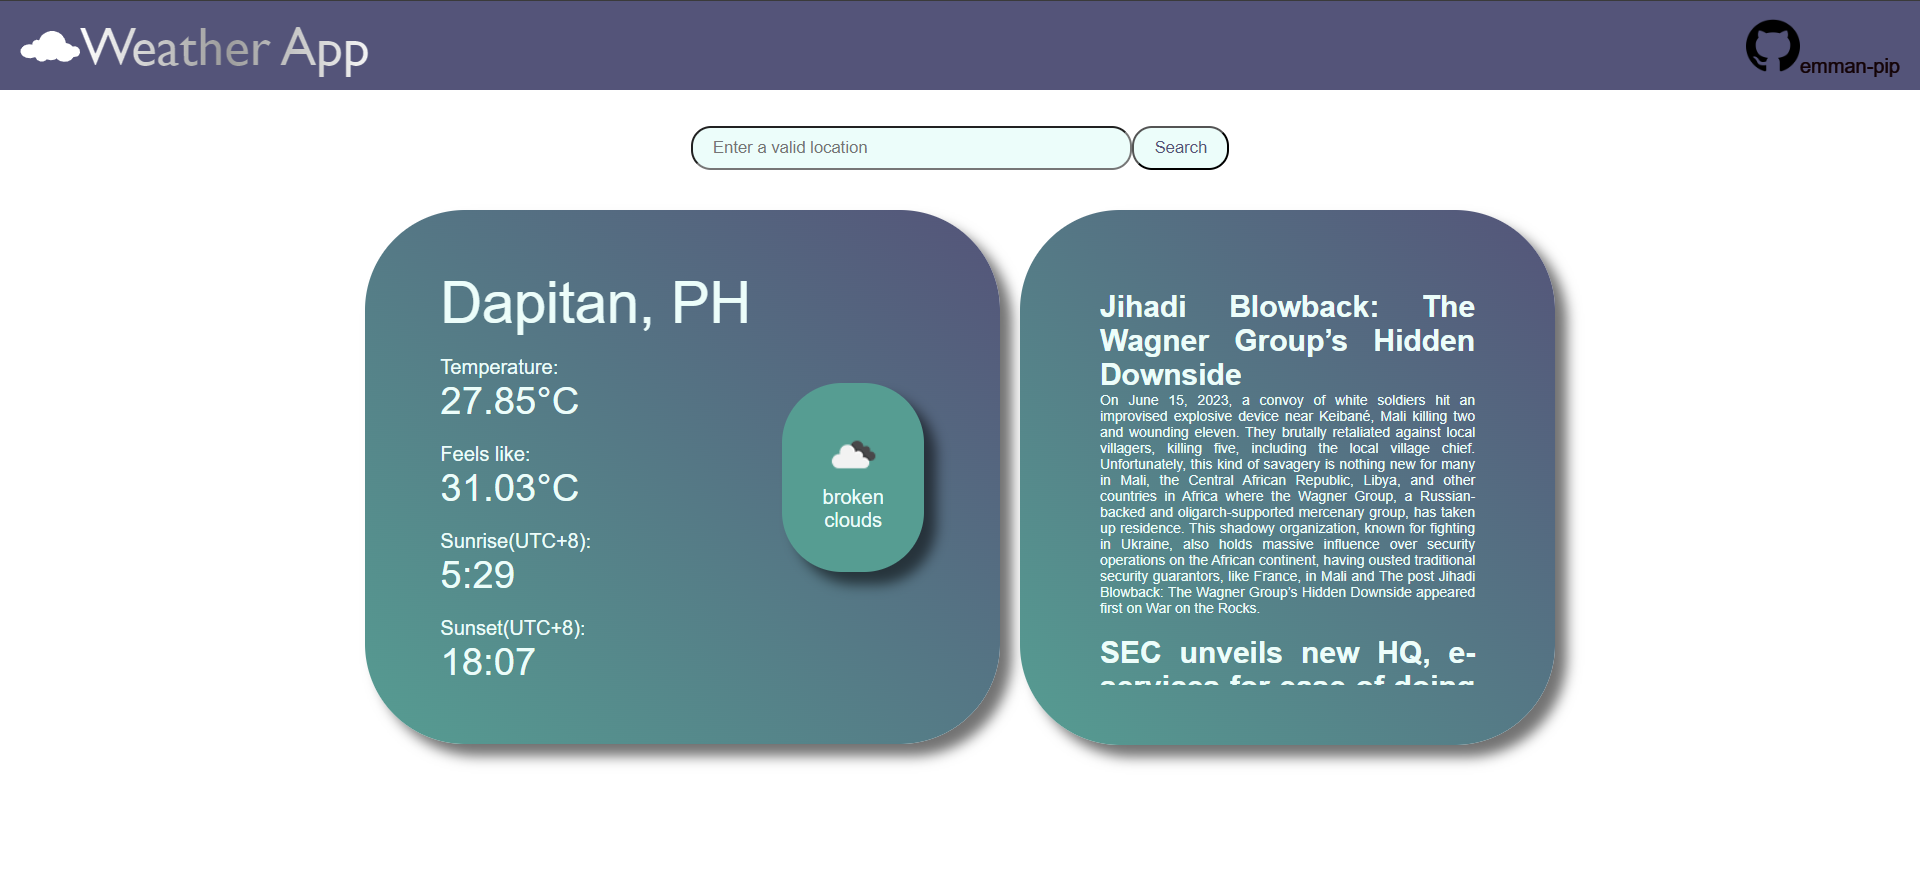 Weather App
emman-pip
Enter a valid location
Search
Dapitan, PH
Temperature:
27.85°C
Feels like:
31.03°C
Sunrise(UTC+8):
5:29
Sunset(UTC+8):
18:07
broken
clouds
Jihadi Blowback: The
Wagner Group’s Hidden
Downside
On June 15, 2023, a convoy of white soldiers hit an
improvised explosive device near Keibané, Mali killing two
and wounding eleven. They brutally retaliated against local
villagers, killing five, including the local village chief.
Unfortunately, this kind of savagery is nothing new for many
in Mali, the Central African Republic, Libya, and other
countries in Africa where the Wagner Group, a Russian-
backed and oligarch-supported mercenary group, has taken
up residence. This shadowy organization, known for fighting
in Ukraine, also holds massive influence over security
operations on the African continent, having ousted traditional
security guarantors, like France, in Mali and The post Jihadi
Blowback: The Wagner Group’s Hidden Downside appeared
first on War on the Rocks.
SEC unveils new HQ, e-
services for ease of doing